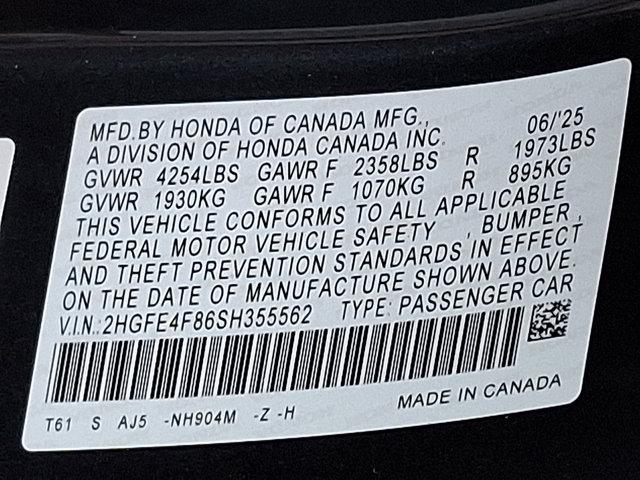 MFD.BY HONDA OF CANADA MFG.,
A DIVISION OF HONDA CANADA INC. 06/'25
GVWR 4254LBS GAWR F 2358LBS R 1973LBS
GVWR 1930KG GAWR F 1070KG R 895KG
THIS VEHICLE CONFORMS TO ALL APPLICABLE
FEDERAL MOTOR VEHICLE SAFETY , BUMPER ,
AND THEFT PREVENTION STANDARDS IN EFFECT
ON THE DATE OF MANUFACTURE SHOWN ABOVE.
V.I.N.:2HGFE4F86SH355562 TYPE: PASSENGER CAR
T61 S AJ5 -NH904M -Z -H MADE IN CANADA